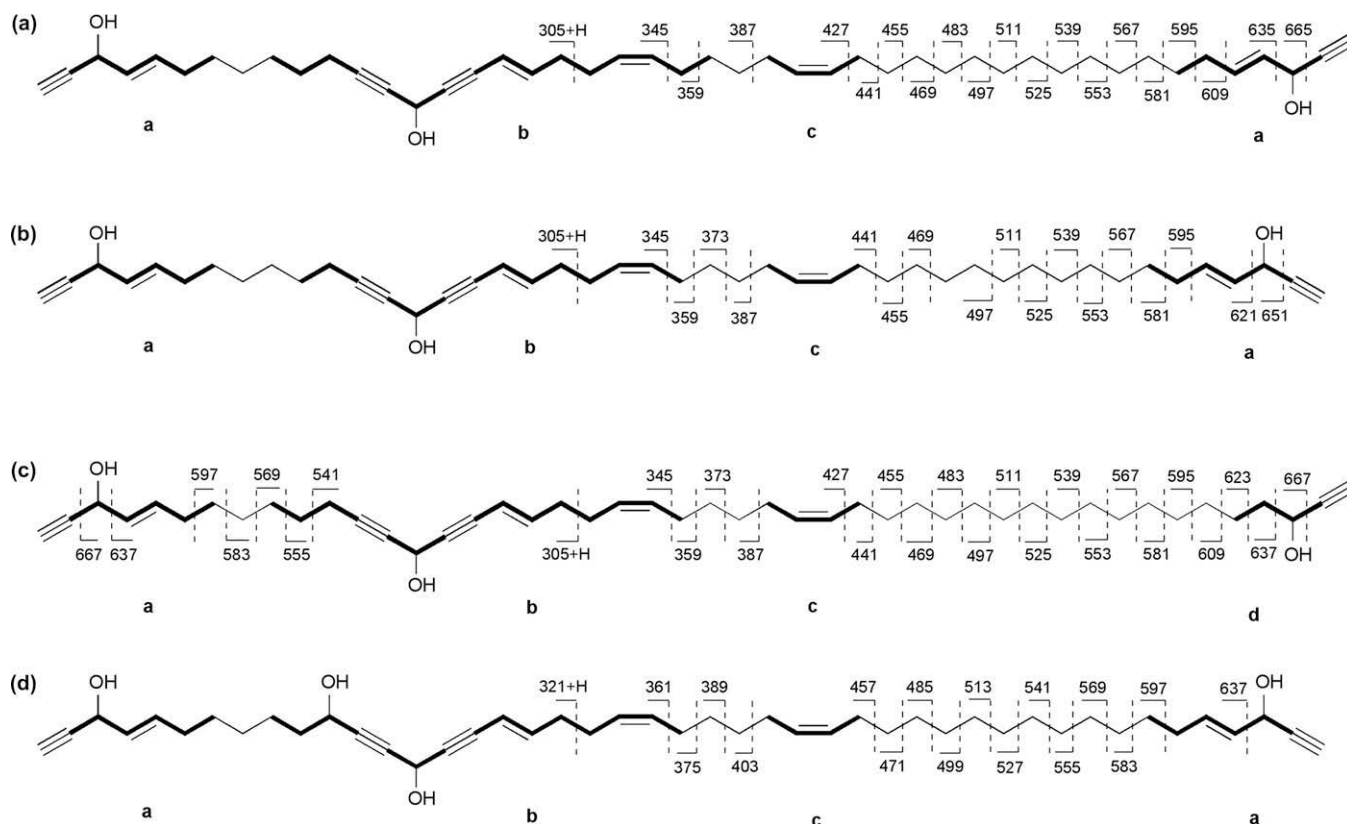 (a)
OH
305+H 345 387 427 455 483 511 539 567 595 635 665
359 441 469 497 525 553 581 609
OH
OH
a b c a
(b)
OH
305+H 345 373 441 469 511 539 567 595
OH
359 387 455 497 525 553 581 621 651
OH
a b c a
(c)
OH
597 569 541 345 373 427 455 483 511 539 567 595 623 667
667 637 583 555 305+H 359 387 441 469 497 525 553 581 609 637
OH
OH
a b c d
(d)
OH OH
321+H 361 389 457 485 513 541 569 597 637
OH
375 403 471 499 527 555 583
OH
a b c a